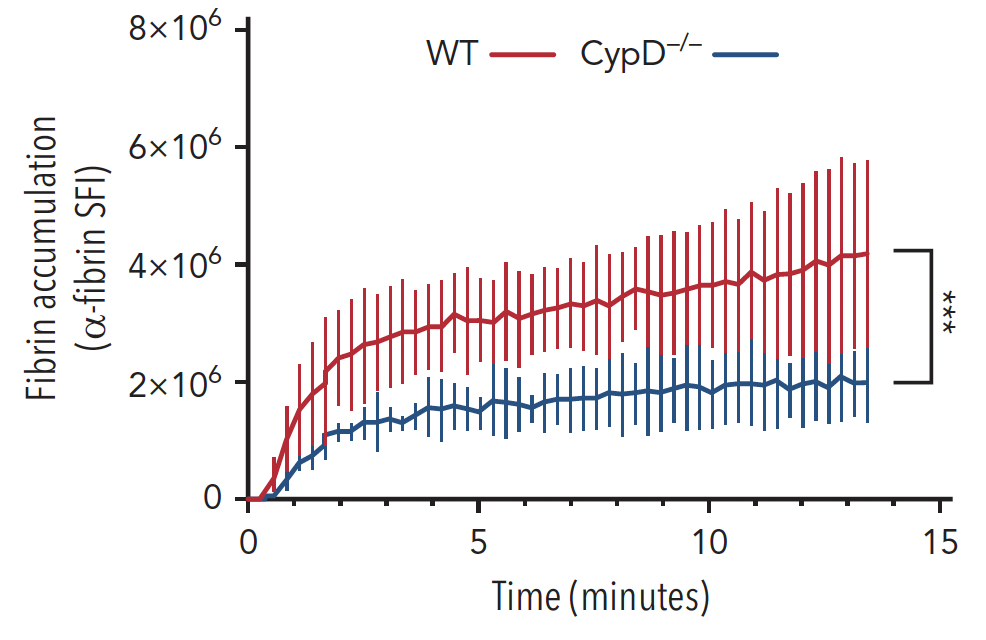 8×10⁶
WT CypD⁻/⁻
6×10⁶
4×10⁶
2×10⁶
0
Fibrin accumulation
(α-fibrin SFI)
***
0 5 10 15
Time (minutes)